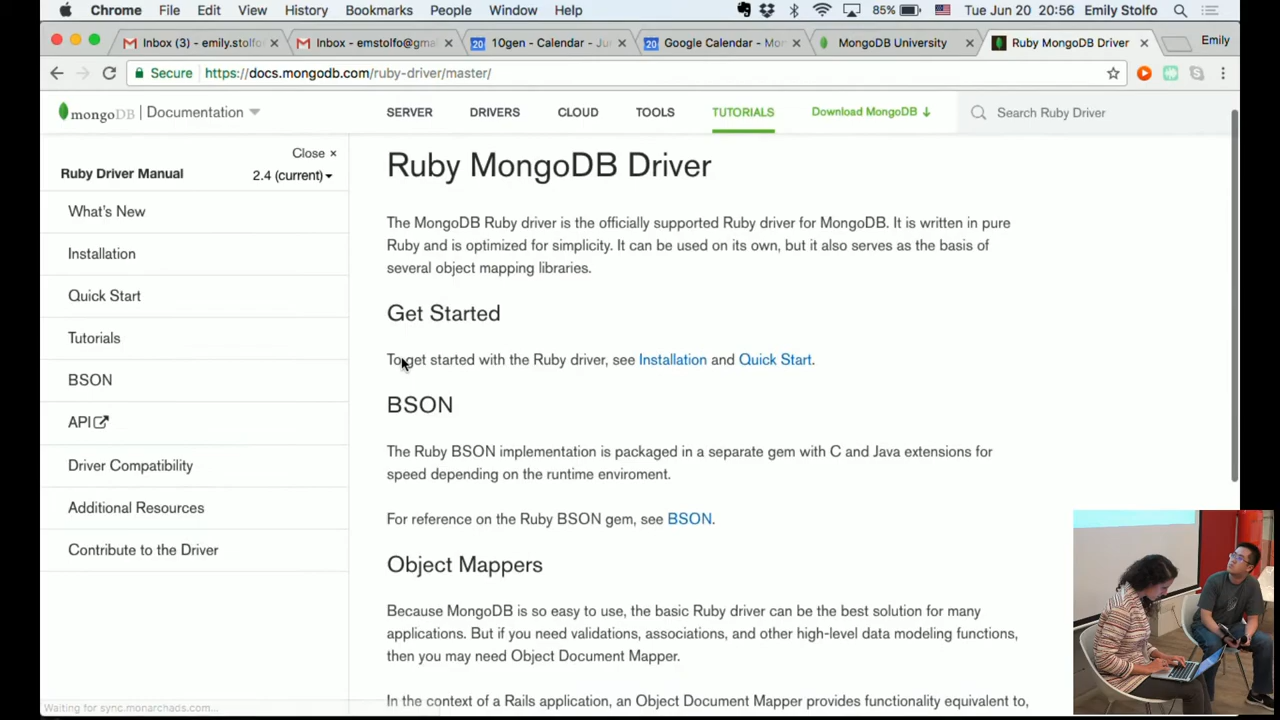 Chrome File Edit View History Bookmarks People Window Help 85% Tue Jun 20 20:56 Emily Stolfo
Inbox (3) - emily.stolfo × Inbox - emstolfo@gma × 20 10gen - Calendar - Ju × 20 Google Calendar - Mor × MongoDB University × Ruby MongoDB Driver × Emily
Secure https://docs.mongodb.com/ruby-driver/master/
mongoDB | Documentation SERVER DRIVERS CLOUD TOOLS TUTORIALS Download MongoDB Search Ruby Driver
Close ×
Ruby Driver Manual 2.4 (current)
What's New
Installation
Quick Start
Tutorials
BSON
API
Driver Compatibility
Additional Resources
Contribute to the Driver
Ruby MongoDB Driver
The MongoDB Ruby driver is the officially supported Ruby driver for MongoDB. It is written in pure
Ruby and is optimized for simplicity. It can be used on its own, but it also serves as the basis of
several object mapping libraries.
Get Started
To get started with the Ruby driver, see Installation and Quick Start.
BSON
The Ruby BSON implementation is packaged in a separate gem with C and Java extensions for
speed depending on the runtime enviroment.
For reference on the Ruby BSON gem, see BSON.
Object Mappers
Because MongoDB is so easy to use, the basic Ruby driver can be the best solution for many
applications. But if you need validations, associations, and other high-level data modeling functions,
then you may need Object Document Mapper.
In the context of a Rails application, an Object Document Mapper provides functionality equivalent to,
Waiting for sync.monarchads.com...